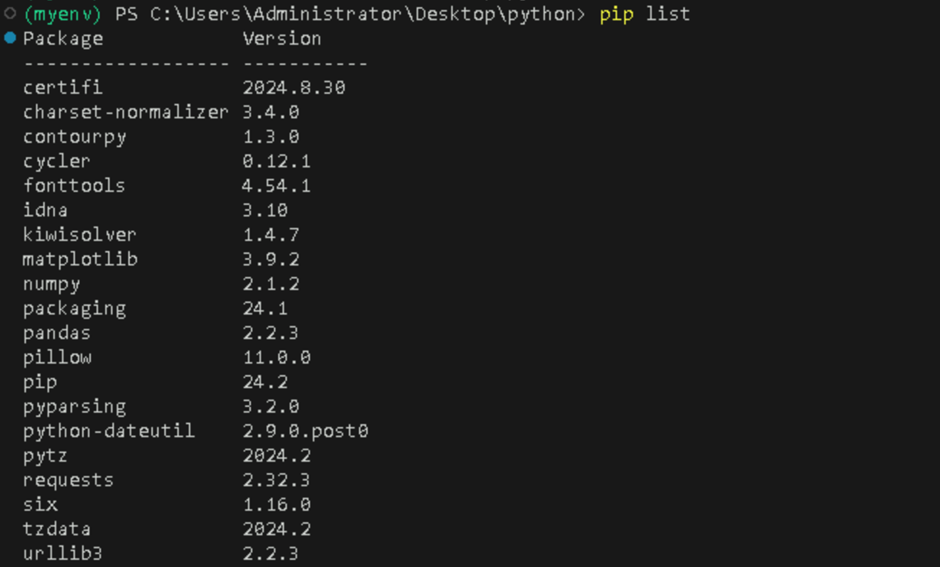 (myenv) PS C:\Users\Administrator\Desktop\python> pip list
Package            Version
------------------ -----------
certifi            2024.8.30
charset-normalizer 3.4.0
contourpy          1.3.0
cycler             0.12.1
fonttools          4.54.1
idna               3.10
kiwisolver         1.4.7
matplotlib         3.9.2
numpy              2.1.2
packaging          24.1
pandas             2.2.3
pillow             11.0.0
pip                24.2
pyparsing          3.2.0
python-dateutil    2.9.0.post0
pytz               2024.2
requests           2.32.3
six                1.16.0
tzdata             2024.2
urllib3            2.2.3